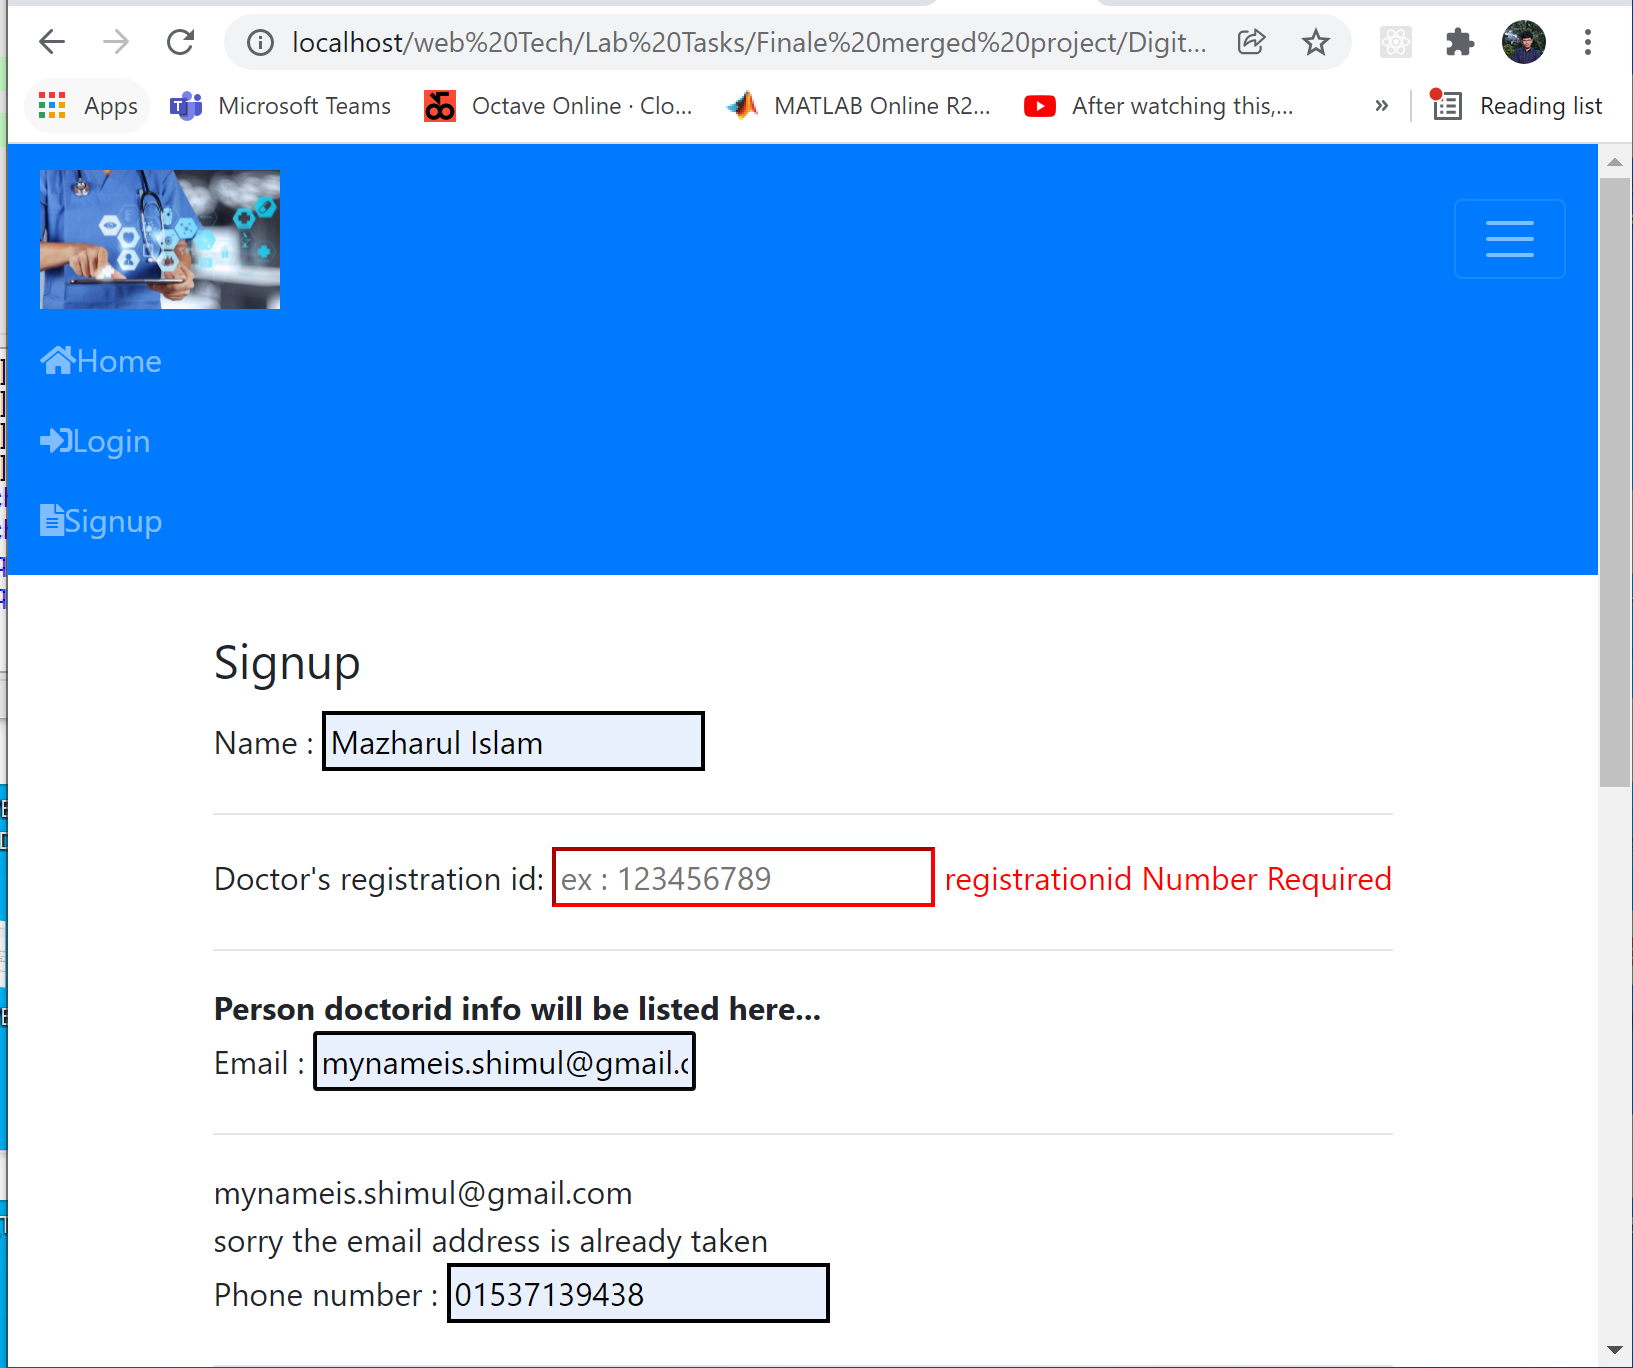 localhost/web%20Tech/Lab%20Tasks/Finale%20merged%20project/Digit...
Apps Microsoft Teams Octave Online · Clo... MATLAB Online R2... After watching this,... » Reading list
Home
Login
Signup
Signup
Name : Mazharul Islam
Doctor's registration id: ex : 123456789 registrationid Number Required
Person doctorid info will be listed here...
Email : mynameis.shimul@gmail.c
mynameis.shimul@gmail.com
sorry the email address is already taken
Phone number : 01537139438